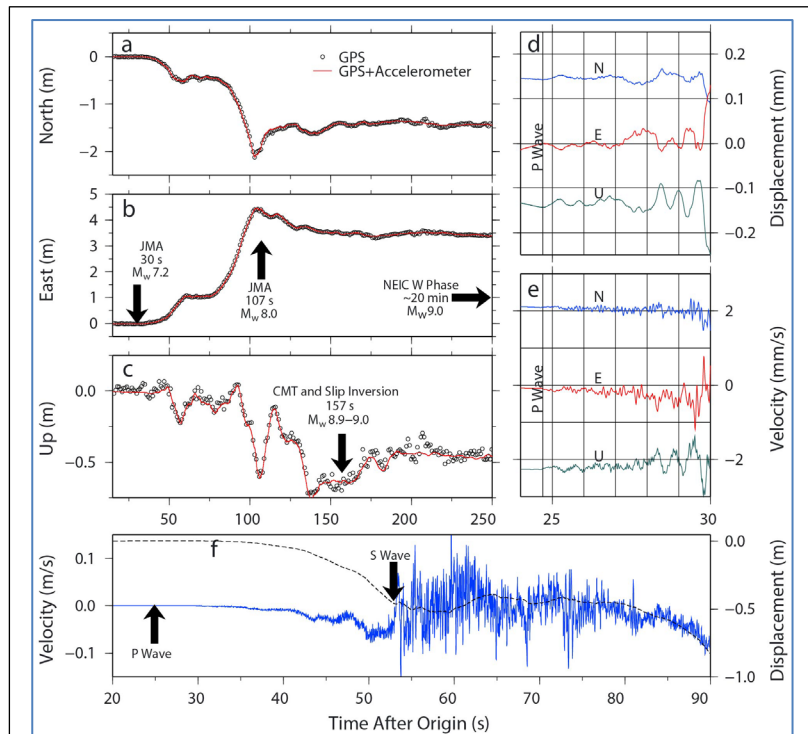 a
GPS
GPS+Accelerometer
North (m)
0
−1
−2
b
JMA
30 s
Mw 7.2
JMA
107 s
Mw 8.0
NEIC W Phase
~20 min
Mw 9.0
East (m)
5
4
3
2
1
0
c
CMT and Slip Inversion
157 s
Mw 8.9−9.0
Up (m)
0.0
−0.5
50
100
150
200
250
d
N
E
U
P Wave
0.2
0.1
0.0
−0.1
−0.2
Displacement (mm)
e
N
E
U
P Wave
2
0
−2
Velocity (mm/s)
25
30
f
S Wave
P Wave
Velocity (m/s)
0.1
0.0
−0.1
0.0
−0.5
−1.0
Displacement (m)
20
30
40
50
60
70
80
90
Time After Origin (s)